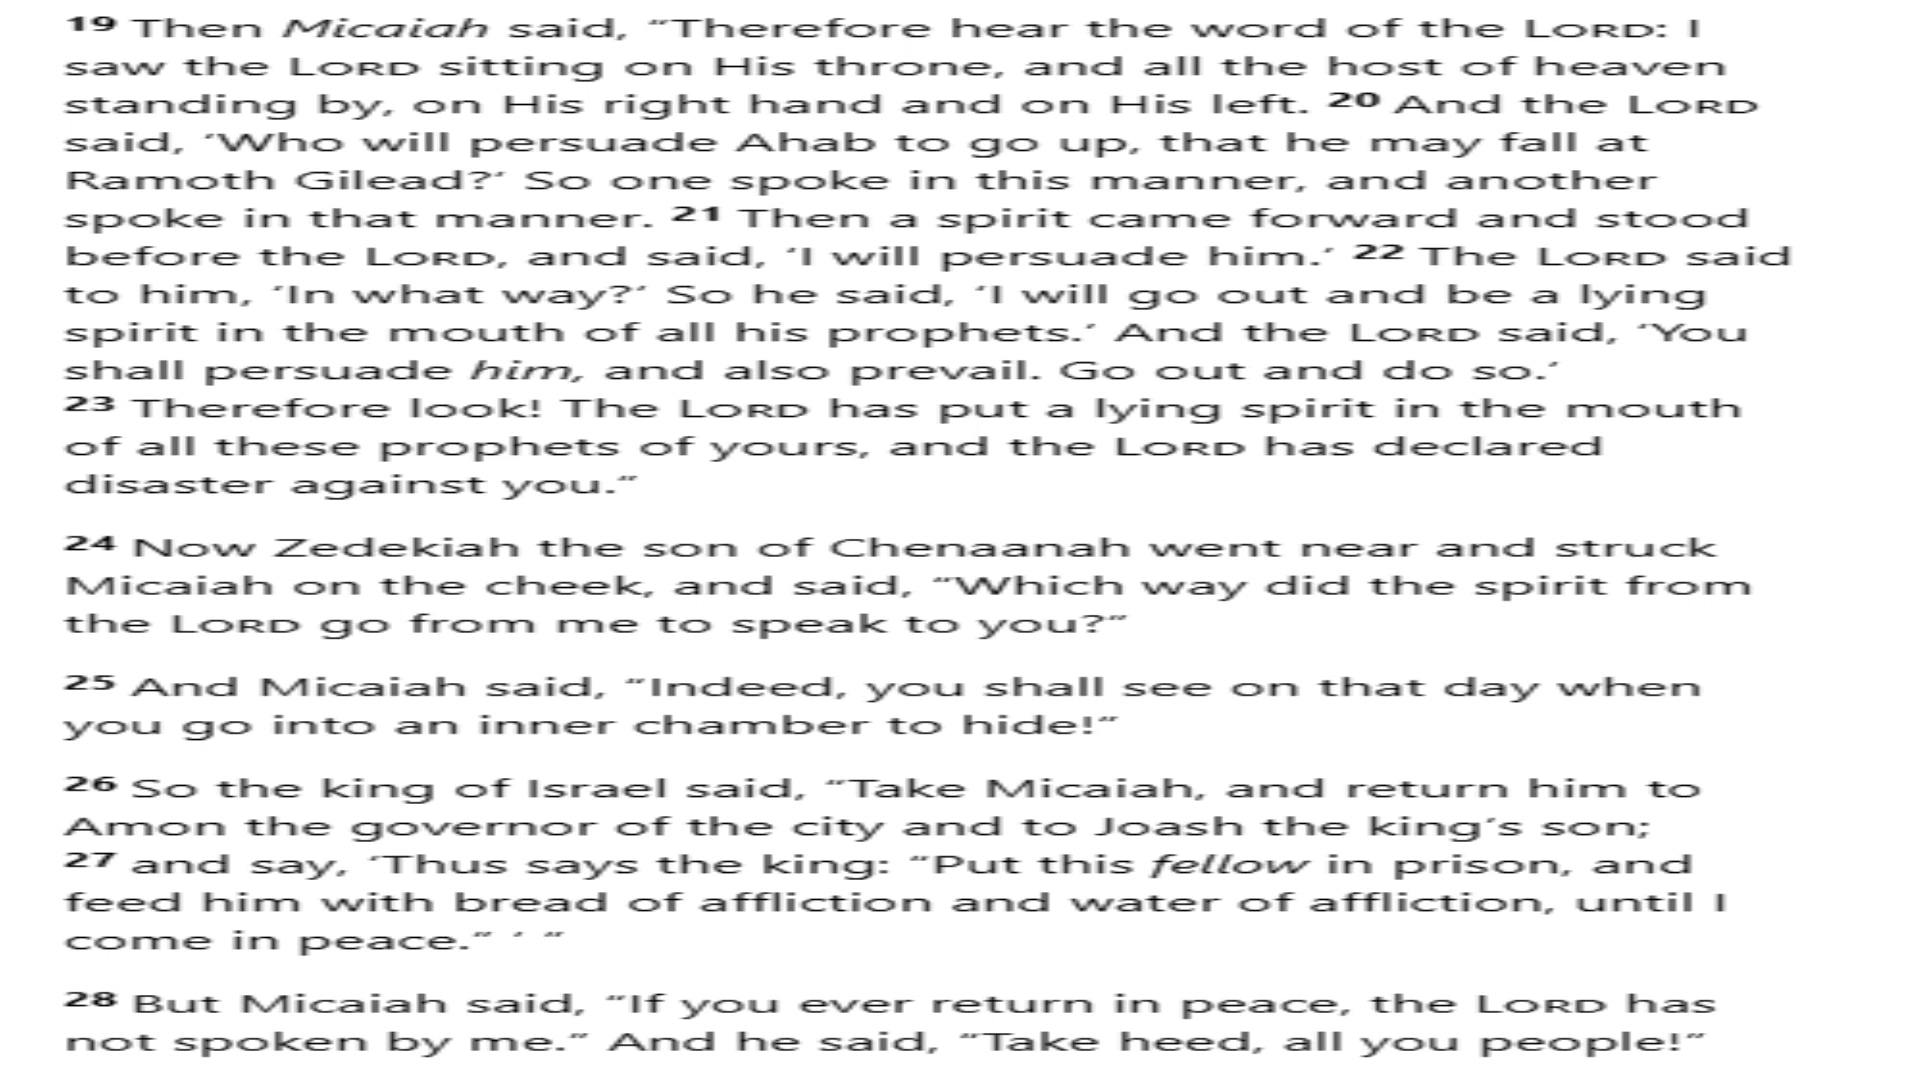 19 Then Micaiah said, “Therefore hear the word of the LORD: I
saw the LORD sitting on His throne, and all the host of heaven
standing by, on His right hand and on His left. 20 And the LORD
said, ‘Who will persuade Ahab to go up, that he may fall at
Ramoth Gilead?’ So one spoke in this manner, and another
spoke in that manner. 21 Then a spirit came forward and stood
before the LORD, and said, ‘I will persuade him.’ 22 The LORD said
to him, ‘In what way?’ So he said, ‘I will go out and be a lying
spirit in the mouth of all his prophets.’ And the LORD said, ‘You
shall persuade him, and also prevail. Go out and do so.’
23 Therefore look! The LORD has put a lying spirit in the mouth
of all these prophets of yours, and the LORD has declared
disaster against you.”
24 Now Zedekiah the son of Chenaanah went near and struck
Micaiah on the cheek, and said, “Which way did the spirit from
the LORD go from me to speak to you?”
25 And Micaiah said, “Indeed, you shall see on that day when
you go into an inner chamber to hide!”
26 So the king of Israel said, “Take Micaiah, and return him to
Amon the governor of the city and to Joash the king’s son;
27 and say, ‘Thus says the king: “Put this fellow in prison, and
feed him with bread of affliction and water of affliction, until I
come in peace.” ’ ”
28 But Micaiah said, “If you ever return in peace, the LORD has
not spoken by me.” And he said, “Take heed, all you people!”